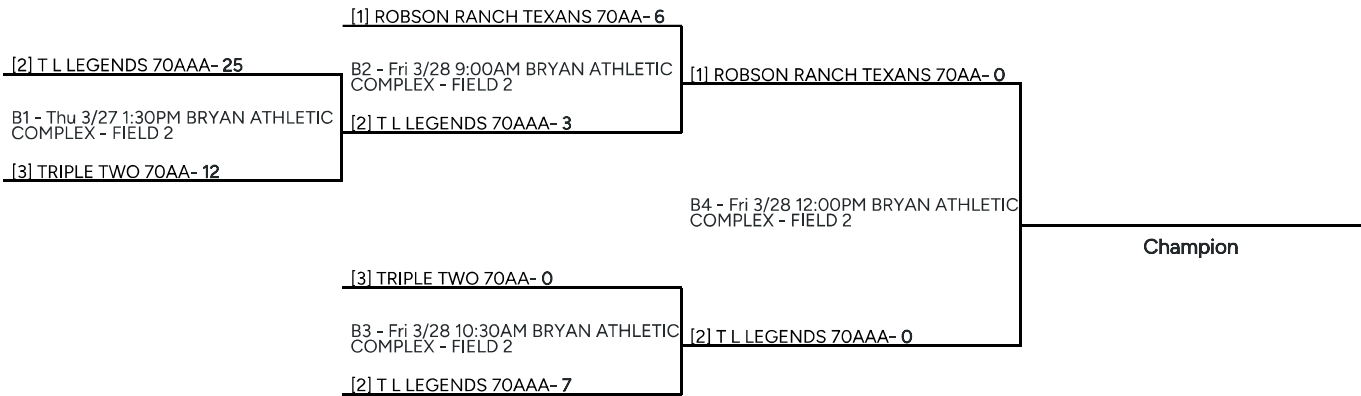 [1] ROBSON RANCH TEXANS 70AA- 6
[2] T L LEGENDS 70AAA- 25
B2 - Fri 3/28 9:00AM BRYAN ATHLETIC
COMPLEX - FIELD 2
[1] ROBSON RANCH TEXANS 70AA- 0
B1 - Thu 3/27 1:30PM BRYAN ATHLETIC
COMPLEX - FIELD 2
[2] T L LEGENDS 70AAA- 3
[3] TRIPLE TWO 70AA- 12
B4 - Fri 3/28 12:00PM BRYAN ATHLETIC
COMPLEX - FIELD 2
Champion
[3] TRIPLE TWO 70AA- 0
B3 - Fri 3/28 10:30AM BRYAN ATHLETIC
COMPLEX - FIELD 2
[2] T L LEGENDS 70AAA- 0
[2] T L LEGENDS 70AAA- 7